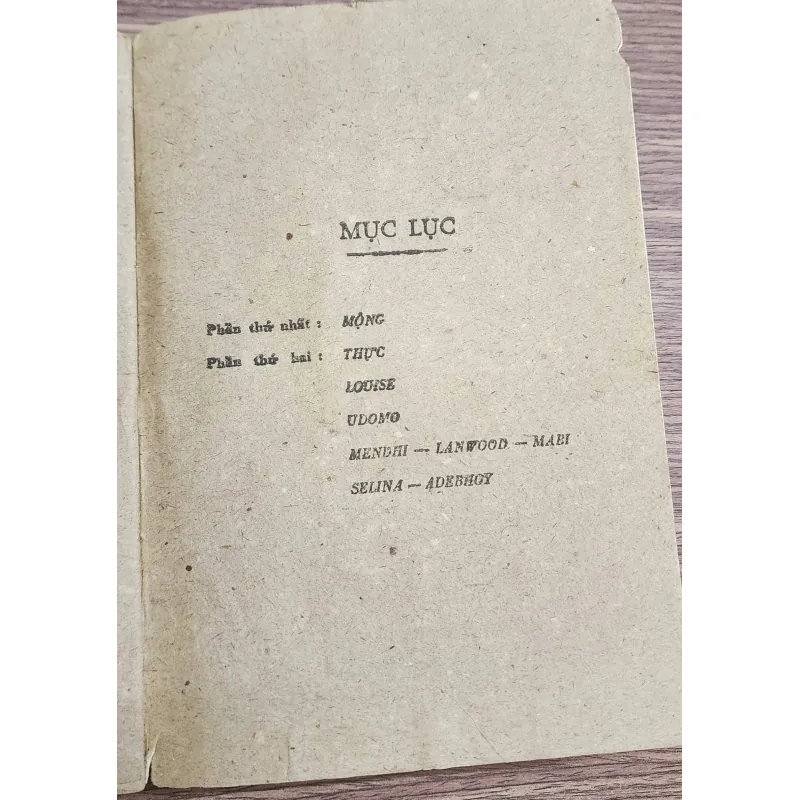 MỤC LỤC
Phần thứ nhất : MỘNG
Phần thứ hai : THỰC
LOUISE
UDOMO
MENDHI — LANWOOD — MABI
SELINA — ADEBHOY